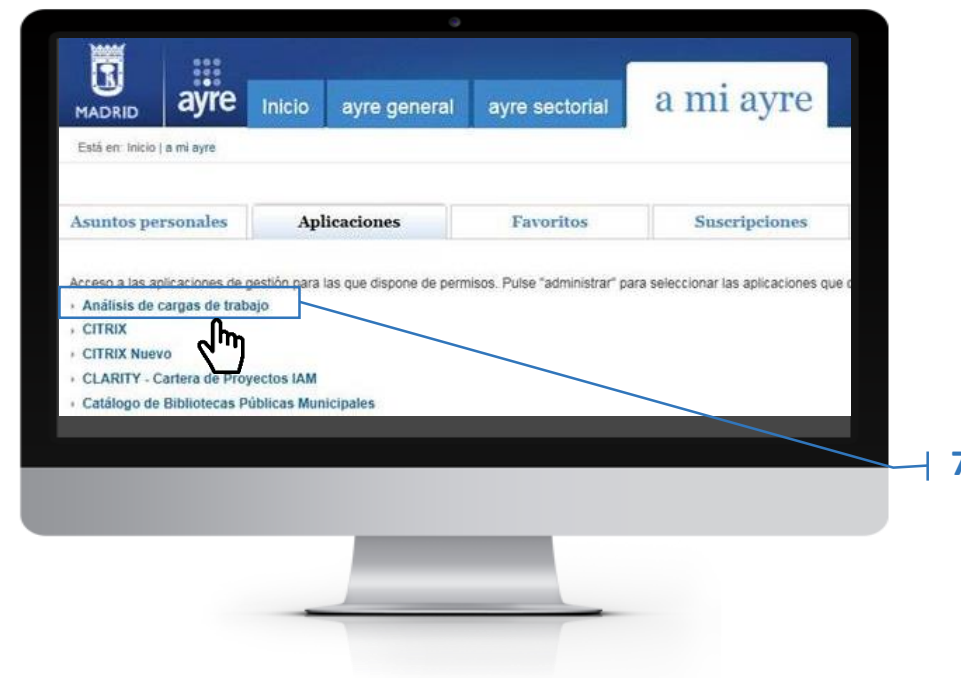 MADRID
ayre
Inicio
ayre general
ayre sectorial
a mi ayre
Está en: Inicio | a mi ayre
Asuntos personales
Aplicaciones
Favoritos
Suscripciones
Acceso a las aplicaciones de gestión para las que dispone de permisos. Pulse "administrar" para seleccionar las aplicaciones que
Análisis de cargas de trabajo
CITRIX
CITRIX Nuevo
CLARITY - Cartera de Proyectos IAM
Catálogo de Bibliotecas Públicas Municipales
7